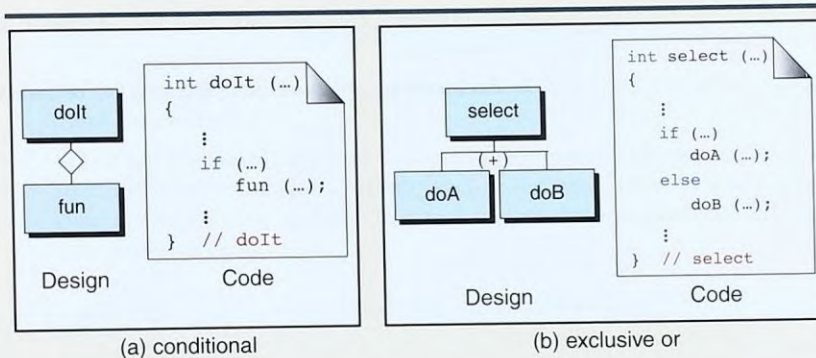 doIt
fun
Design
int doIt (…)
{
⋮
if (…)
fun (…);
⋮
} // doIt
Code
(a) conditional
select
(+)
doA
doB
Design
int select (…)
{
⋮
if (…)
doA (…);
else
doB (…);
⋮
} // select
Code
(b) exclusive or